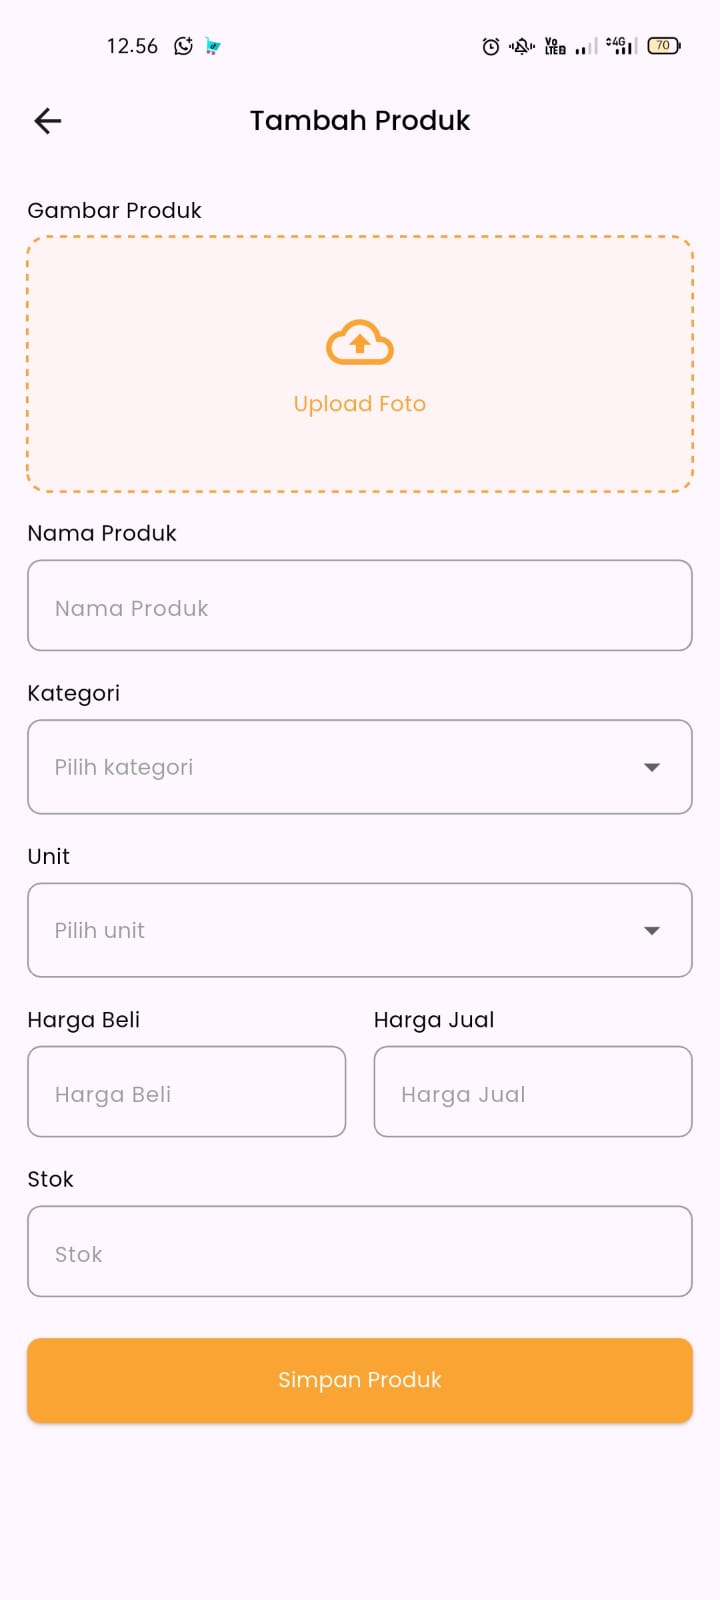 12.56
Vo LTE 4G 70
Tambah Produk
Gambar Produk
Upload Foto
Nama Produk
Nama Produk
Kategori
Pilih kategori
Unit
Pilih unit
Harga Beli Harga Jual
Harga Beli Harga Jual
Stok
Stok
Simpan Produk